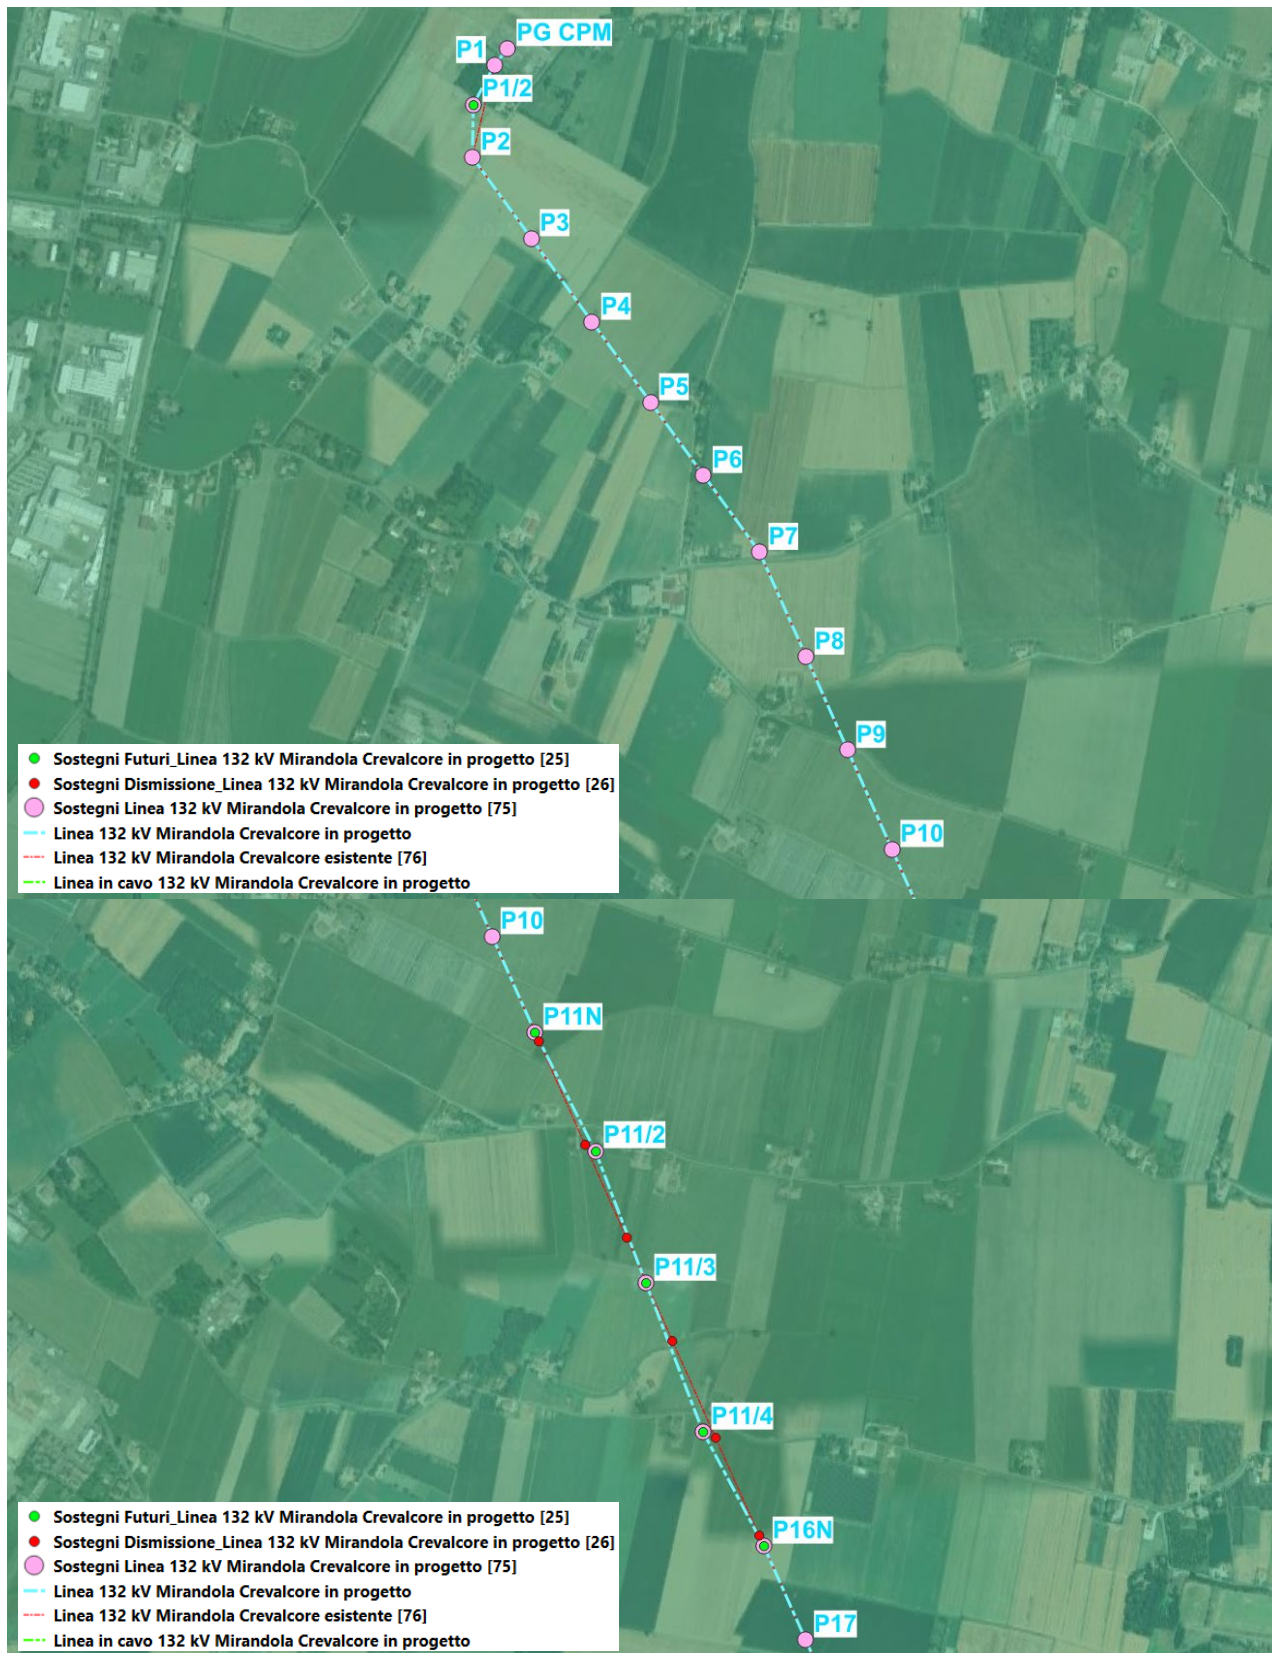 PG CPM
P1
P1/2
P2
P3
P4
P5
P6
P7
P8
P9
P10
Sostegni Futuri_Linea 132 kV Mirandola Crevalcore in progetto [25]
Sostegni Dismissione_Linea 132 kV Mirandola Crevalcore in progetto [26]
Sostegni Linea 132 kV Mirandola Crevalcore in progetto [75]
Linea 132 kV Mirandola Crevalcore in progetto
Linea 132 kV Mirandola Crevalcore esistente [76]
Linea in cavo 132 kV Mirandola Crevalcore in progetto
P10
P11N
P11/2
P11/3
P11/4
P16N
P17
Sostegni Futuri_Linea 132 kV Mirandola Crevalcore in progetto [25]
Sostegni Dismissione_Linea 132 kV Mirandola Crevalcore in progetto [26]
Sostegni Linea 132 kV Mirandola Crevalcore in progetto [75]
Linea 132 kV Mirandola Crevalcore in progetto
Linea 132 kV Mirandola Crevalcore esistente [76]
Linea in cavo 132 kV Mirandola Crevalcore in progetto